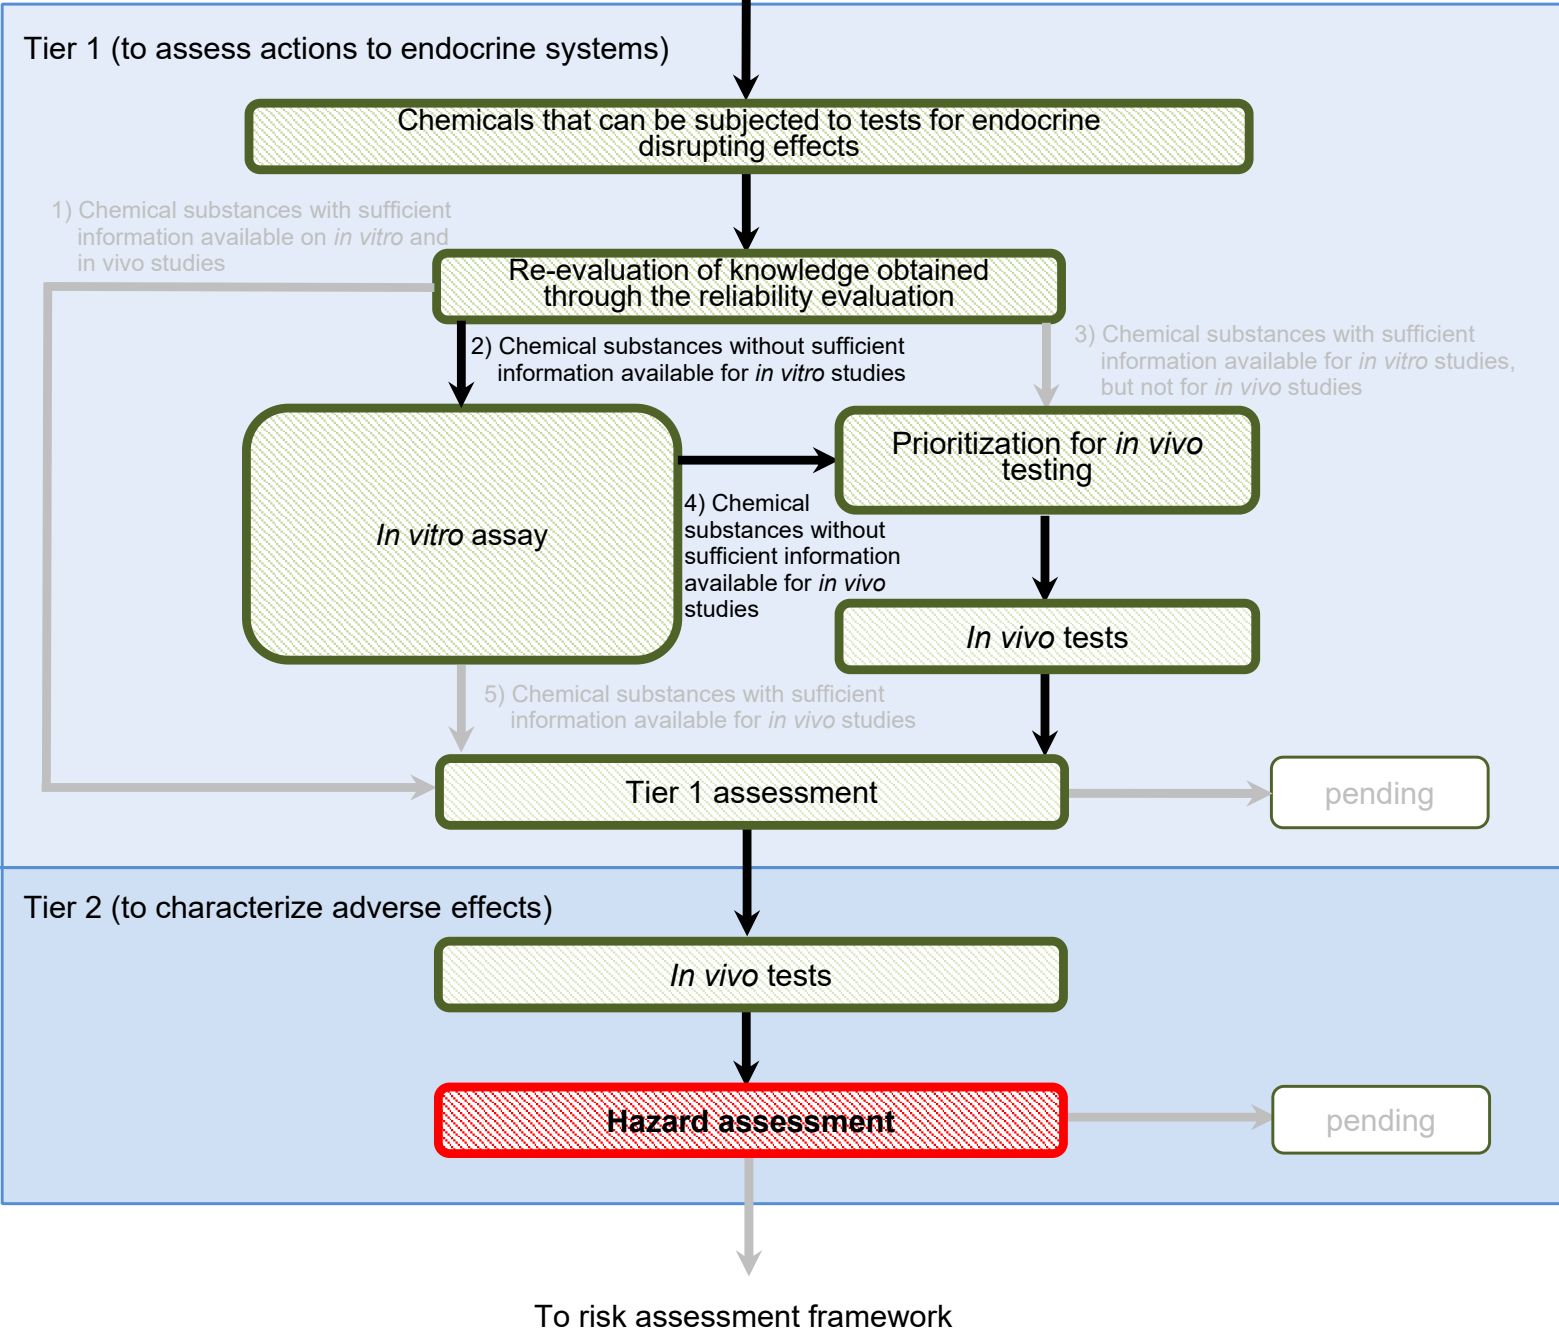 Tier 1 (to assess actions to endocrine systems)
Chemicals that can be subjected to tests for endocrine
disrupting effects
1) Chemical substances with sufficient
information available on in vitro and
in vivo studies
Re-evaluation of knowledge obtained
through the reliability evaluation
2) Chemical substances without sufficient
information available for in vitro studies
3) Chemical substances with sufficient
information available for in vitro studies,
but not for in vivo studies
In vitro assay
Prioritization for in vivo
testing
4) Chemical
substances without
sufficient information
available for in vivo
studies
In vivo tests
5) Chemical substances with sufficient
information available for in vivo studies
Tier 1 assessment
pending
Tier 2 (to characterize adverse effects)
In vivo tests
Hazard assessment
pending
To risk assessment framework